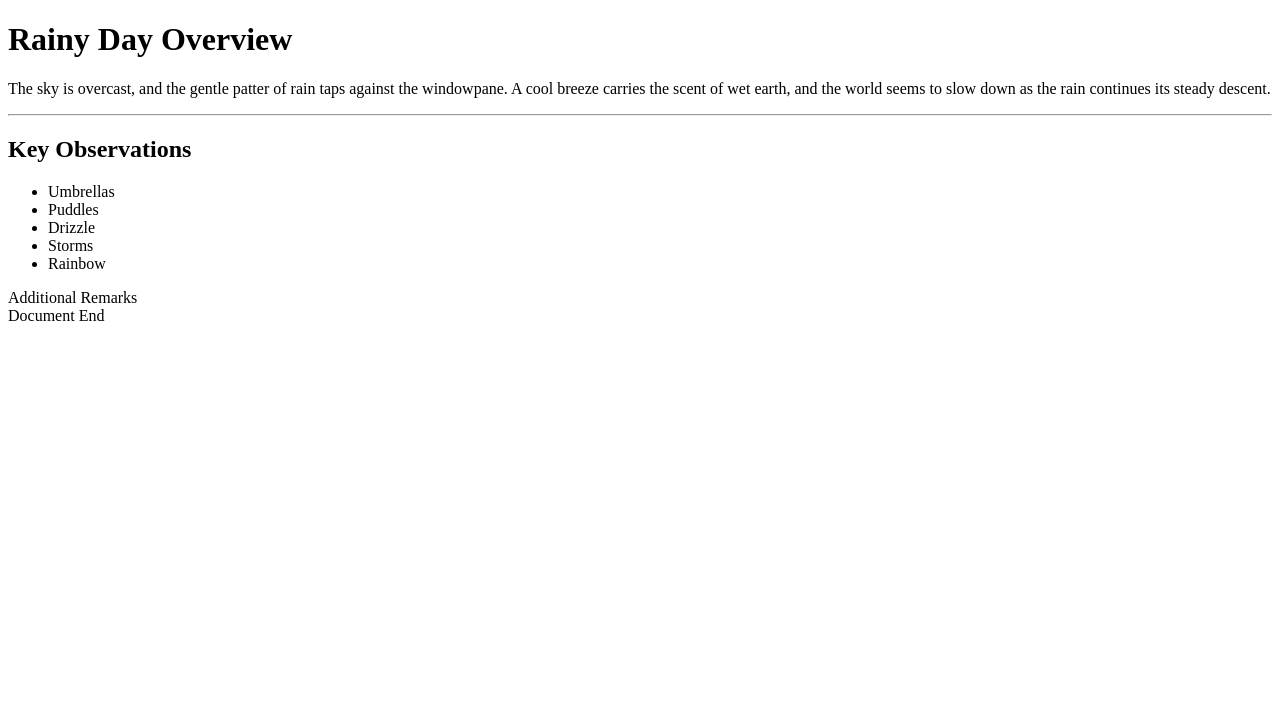 Rainy Day Overview
The sky is overcast, and the gentle patter of rain taps against the windowpane. A cool breeze carries the scent of wet earth, and the world seems to slow down as the rain continues its steady descent.
Key Observations
Umbrellas
Puddles
Drizzle
Storms
Rainbow
Additional Remarks
Document End